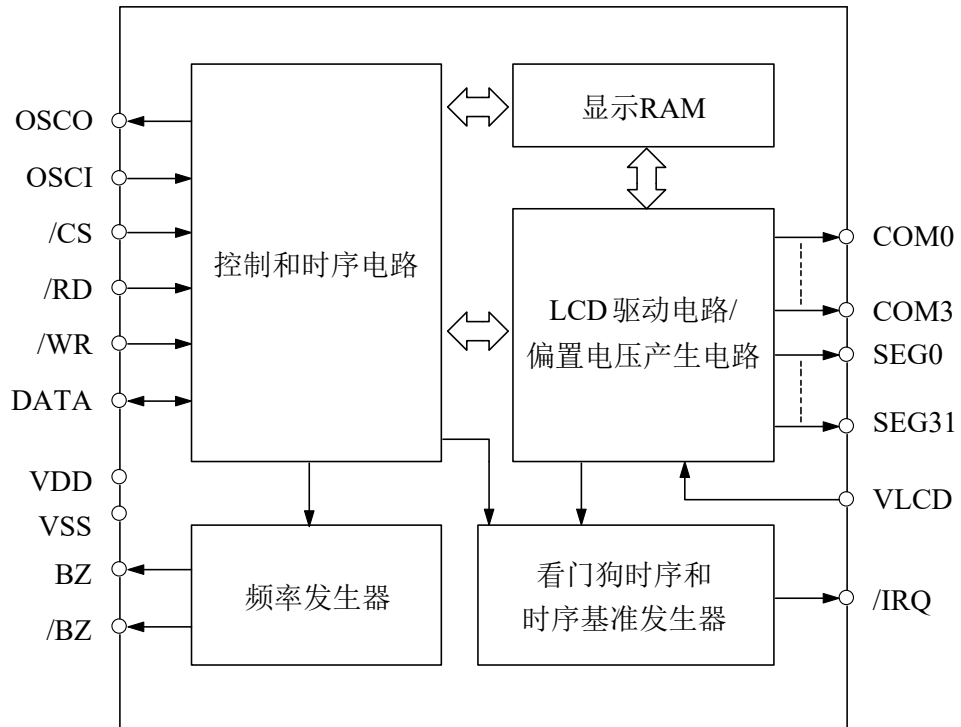 OSCO
OSCI
/CS
/RD
/WR
DATA
VDD
VSS
BZ
/BZ
控制和时序电路
显示RAM
LCD 驱动电路/
偏置电压产生电路
频率发生器
看门狗时序和
时序基准发生器
COM0
COM3
SEG0
SEG31
VLCD
/IRQ